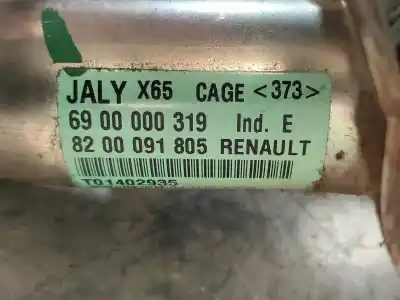 JALY X65 CAGE <373>
69 00 000 319 Ind. E
82 00 091 805 RENAULT
T01402935